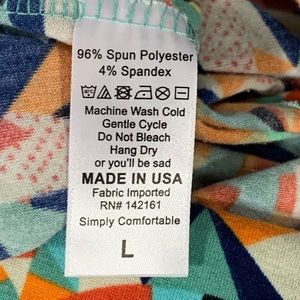 96% Spun Polyester
4% Spandex
Machine Wash Cold
Gentle Cycle
Do Not Bleach
Hang Dry
or you'll be sad
MADE IN USA
Fabric Imported
RN# 142161
Simply Comfortable
L